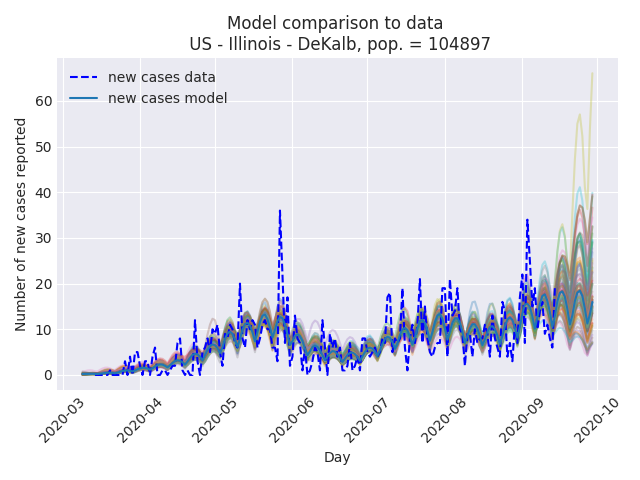 Model comparison to data
US - Illinois - DeKalb, pop. = 104897
new cases data
new cases model
Number of new cases reported
60
50
40
30
20
10
0
2020-03
2020-04
2020-05
2020-06
2020-07
2020-08
2020-09
2020-10
Day